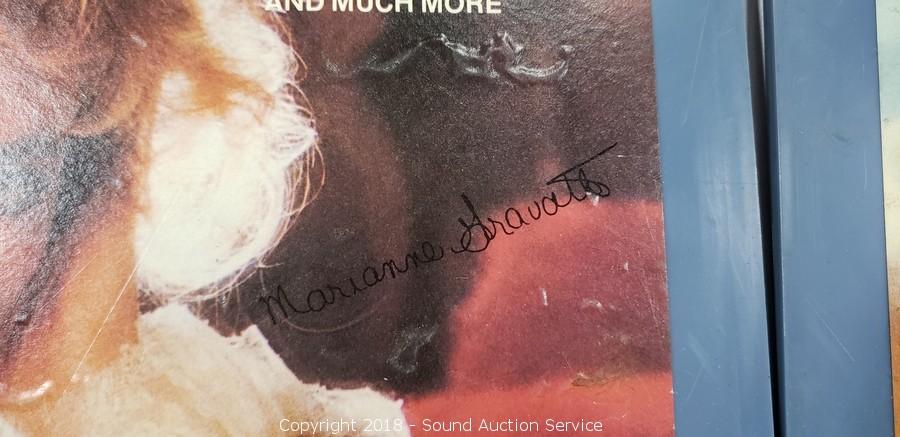 AND MUCH MORE
Marianne Gravatte
Copyright 2018 - Sound Auction Service